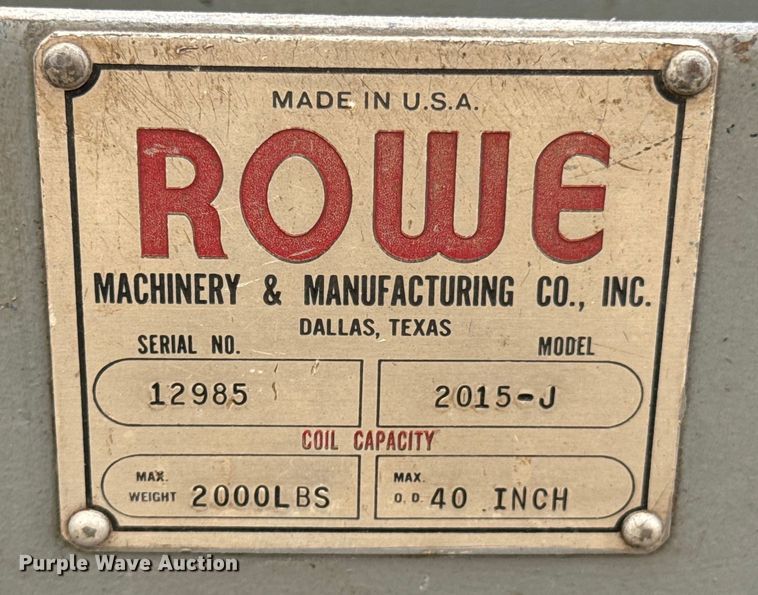 MADE IN U.S.A.
ROWE
MACHINERY & MANUFACTURING CO., INC.
DALLAS, TEXAS
SERIAL NO. MODEL
12985 2015-J
COIL CAPACITY
MAX. WEIGHT 2000LBS MAX. O.D. 40 INCH
Purple Wave Auction